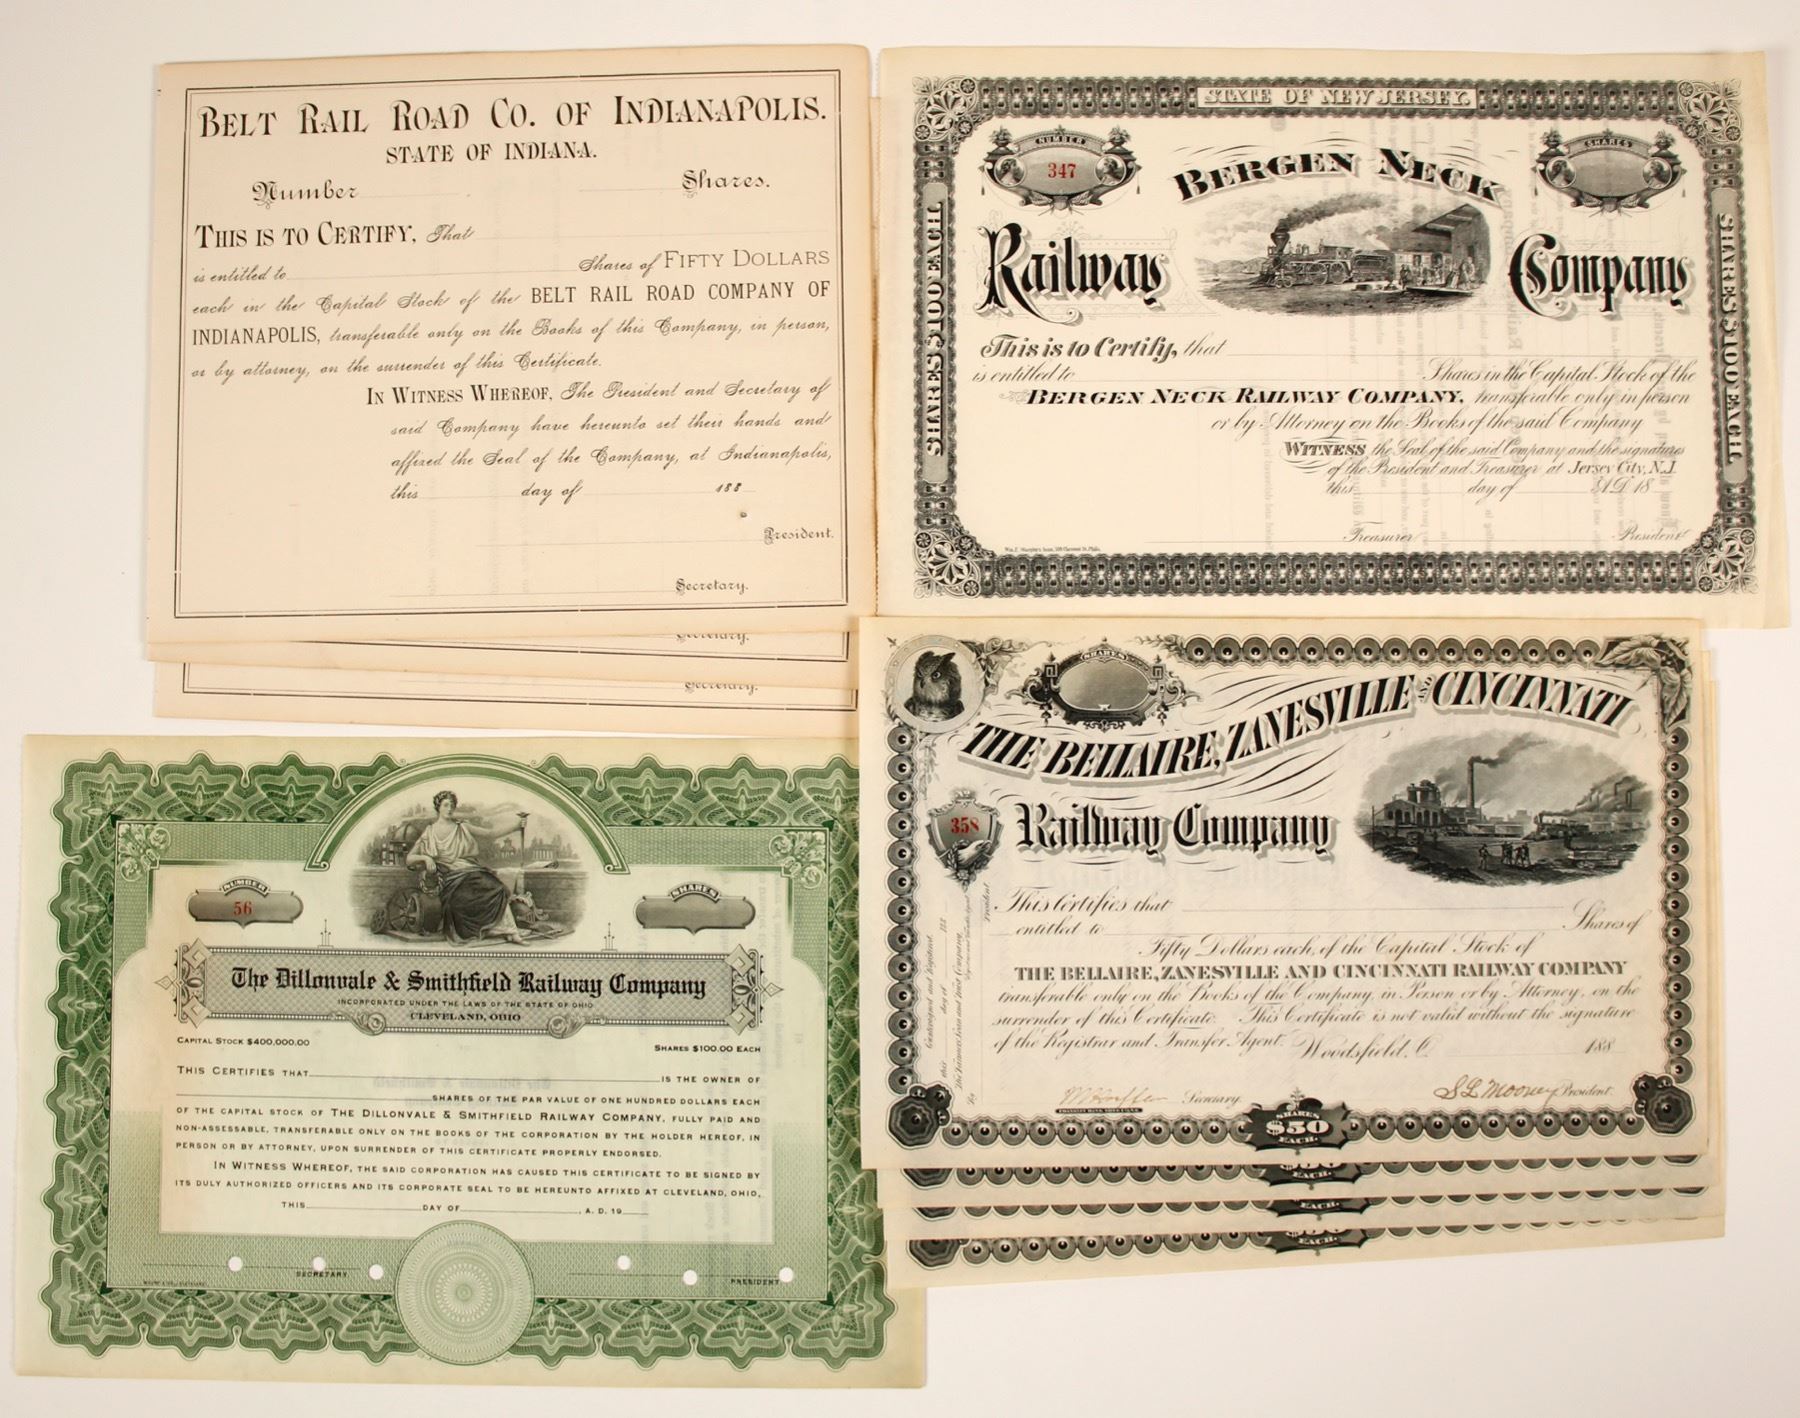 BELT RAIL ROAD CO. OF INDIANAPOLIS.
STATE OF INDIANA.
Number
Shares.
THIS IS TO CERTIFY, That
is entitled to Shares of FIFTY DOLLARS
each in the Capital Stock of the BELT RAIL ROAD COMPANY OF
INDIANAPOLIS, transferable only on the Books of this Company, in person,
or by attorney, on the surrender of this Certificate.
IN WITNESS WHEREOF, The President and Secretary of
said Company have hereunto set their hands and
affixed the Seal of the Company, at Indianapolis,
this day of 188
President.
Secretary.
Secretary.
Secretary.
STATE OF NEW JERSEY.
NUMBER
347
SHARES
BERGEN NECK
Railway Company
SHARES $100 EACH
SHARES $100 EACH
This is to Certify, that
is entitled to Shares in the Capital Stock of the
BERGEN NECK RAILWAY COMPANY, transferable only in person
or by Attorney on the Books of the said Company
WITNESS the Seal of the said Company and the signatures
of the President and Treasurer at JERSEY CITY, N.J.
this day of A.D. 18
Treasurer President
NUMBER
56
SHARES
The Dillonvale & Smithfield Railway Company
INCORPORATED UNDER THE LAWS OF THE STATE OF OHIO
CLEVELAND, OHIO
CAPITAL STOCK $400,000.00
SHARES $100.00 EACH
THIS CERTIFIES THAT IS THE OWNER OF
SHARES OF THE PAR VALUE OF ONE HUNDRED DOLLARS EACH
OF THE CAPITAL STOCK OF THE DILLONVALE & SMITHFIELD RAILWAY COMPANY, FULLY PAID AND
NON-ASSESSABLE, TRANSFERABLE ONLY ON THE BOOKS OF THE CORPORATION BY THE HOLDER HEREOF, IN
PERSON OR BY ATTORNEY, UPON SURRENDER OF THIS CERTIFICATE PROPERLY ENDORSED.
IN WITNESS WHEREOF, THE SAID CORPORATION HAS CAUSED THIS CERTIFICATE TO BE SIGNED BY
ITS DULY AUTHORIZED OFFICERS AND ITS CORPORATE SEAL TO BE HEREUNTO AFFIXED AT CLEVELAND, OHIO,
THIS DAY OF , A. D. 19
SECRETARY
PRESIDENT
SHARES
THE BELLAIRE, ZANESVILLE AND CINCINNATI
358
Railway Company
This Certifies that
entitled to Shares of
Fifty Dollars each, of the Capital Stock of
THE BELLAIRE, ZANESVILLE AND CINCINNATI RAILWAY COMPANY
transferable only on the Books of the Company, in Person or by Attorney, on the
surrender of this Certificate. This Certificate is not valid without the signature
of the Registrar and Transfer Agent. Woodsfield, O. 188
Countersigned and Registered.
this day of 188
President
By
Secretary.
S L Mooney President.
SHARES
$50
EACH.
EACH.
EACH.
EACH.